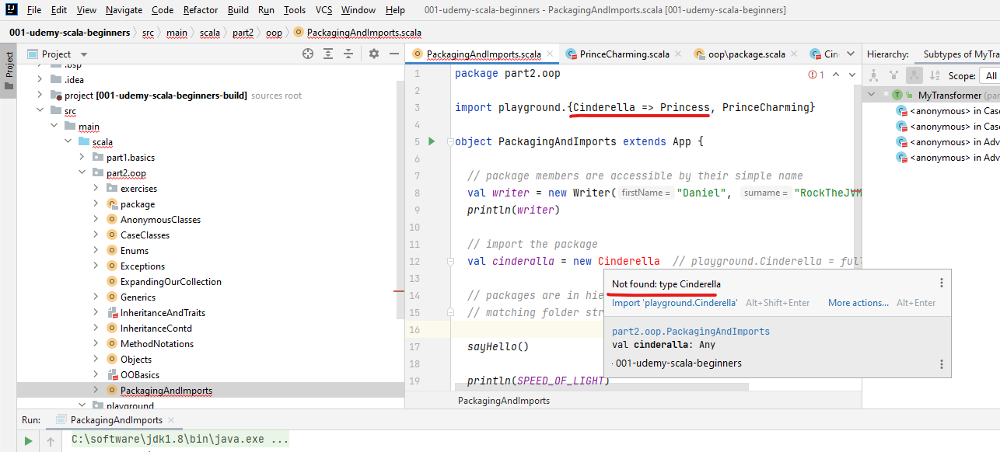 File Edit View Navigate Code Refactor Build Run Tools VCS Window Help 001-udemy-scala-beginners - PackagingAndImports.scala [001-udemy-scala-beginners]
001-udemy-scala-beginners src main scala part2 oop PackagingAndImports.scala
Project
Project
PackagingAndImports.scala PrinceCharming.scala oop\package.scala Cin
Hierarchy: Subtypes of MyTra
Scope: All
.bsp
.idea
project [001-udemy-scala-beginners-build] sources root
src
main
scala
part1.basics
part2.oop
exercises
package
AnonymousClasses
CaseClasses
Enums
Exceptions
ExpandingOurCollection
Generics
InheritanceAndTraits
InheritanceContd
MethodNotations
Objects
OOBasics
PackagingAndImports
playground
1 package part2.oop
1
2
3 import playground.{Cinderella => Princess, PrinceCharming}
4
5 object PackagingAndImports extends App {
6
7 // package members are accessible by their simple name
8 val writer = new Writer( firstName = "Daniel", surname = "RockTheJVM
9 println(writer)
10
11 // import the package
12 val cinderalla = new Cinderella // playground.Cinderella = full
13
14 // packages are in hie
15 // matching folder str
16
17 sayHello()
18
19 println(SPEED_OF_LIGHT)
Not found: type Cinderella
Import 'playground.Cinderella' Alt+Shift+Enter More actions... Alt+Enter
part2.oop.PackagingAndImports
val cinderalla: Any
001-udemy-scala-beginners
PackagingAndImports
MyTransformer (par
<anonymous> in Case
<anonymous> in Case
<anonymous> in Adv
<anonymous> in Adv
Run: PackagingAndImports
C:\software\jdk1.8\bin\java.exe ...